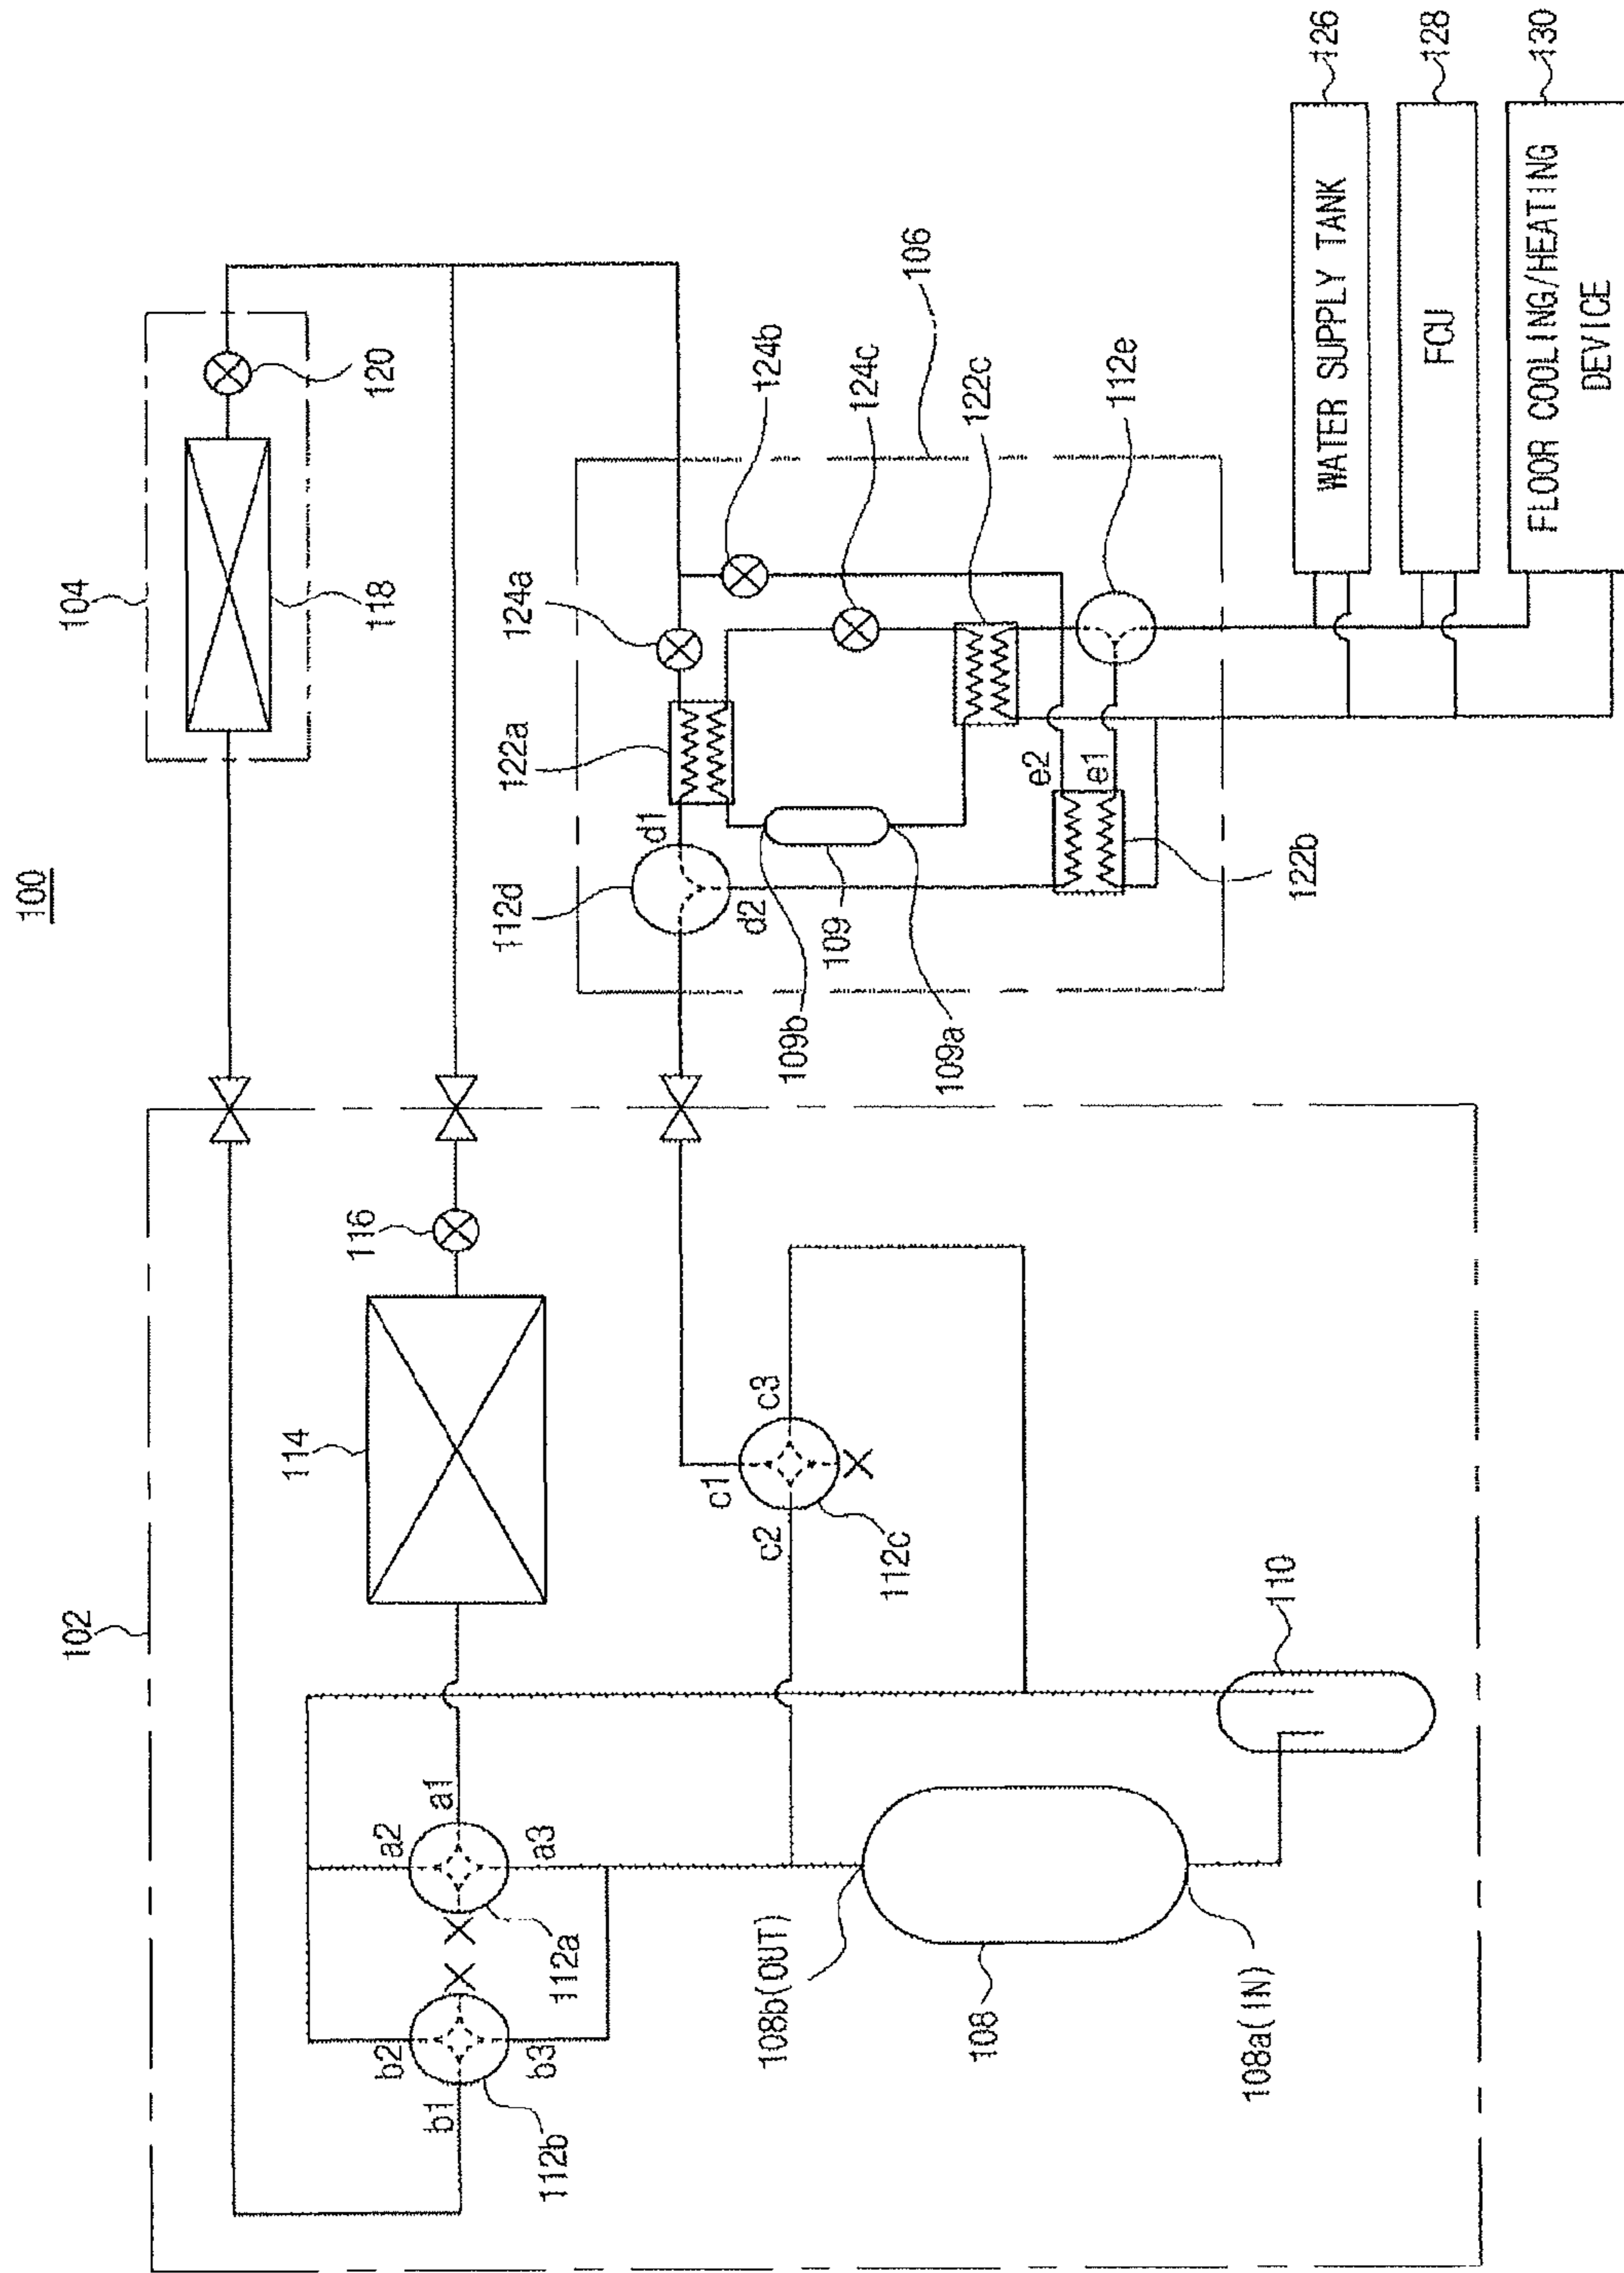 100
102
104
106
108
108a(IN)
108b(OUT)
109
109a
109b
110
112a
112b
112c
112d
112e
114
116
118
120
122a
122b
122c
124a
124b
124c
a1
a2
a3
b1
b2
b3
c1
c2
c3
d1
d2
e1
e2
WATER SUPPLY TANK
126
FCU
128
FLOOR COOLING/HEATING
DEVICE
130